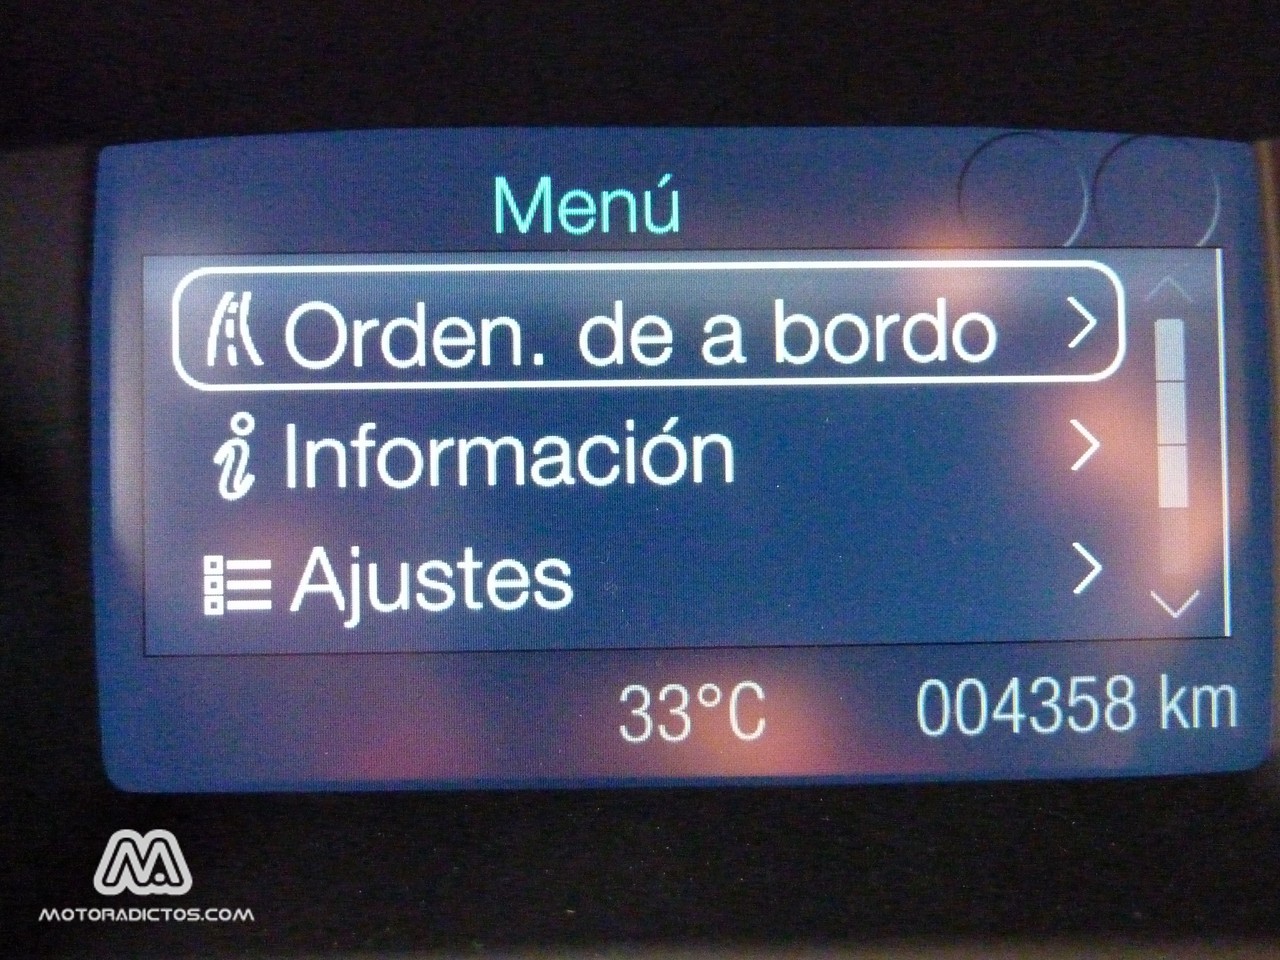 Menú
Orden. de a bordo
Información
Ajustes
33°C 004358 km
MOTORADICTOS.COM